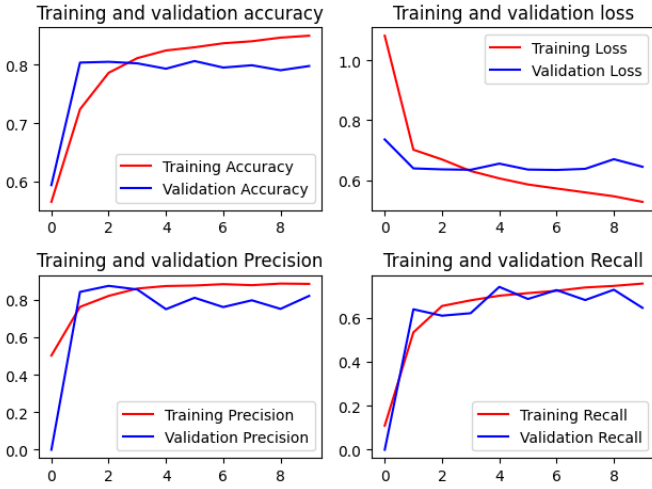 Training and validation accuracy
0.8
0.7
0.6
Training Accuracy
Validation Accuracy
0 2 4 6 8
Training and validation loss
1.0
0.8
0.6
Training Loss
Validation Loss
0 2 4 6 8
Training and validation Precision
0.8
0.6
0.4
0.2
0.0
Training Precision
Validation Precision
0 2 4 6 8
Training and validation Recall
0.6
0.4
0.2
0.0
Training Recall
Validation Recall
0 2 4 6 8